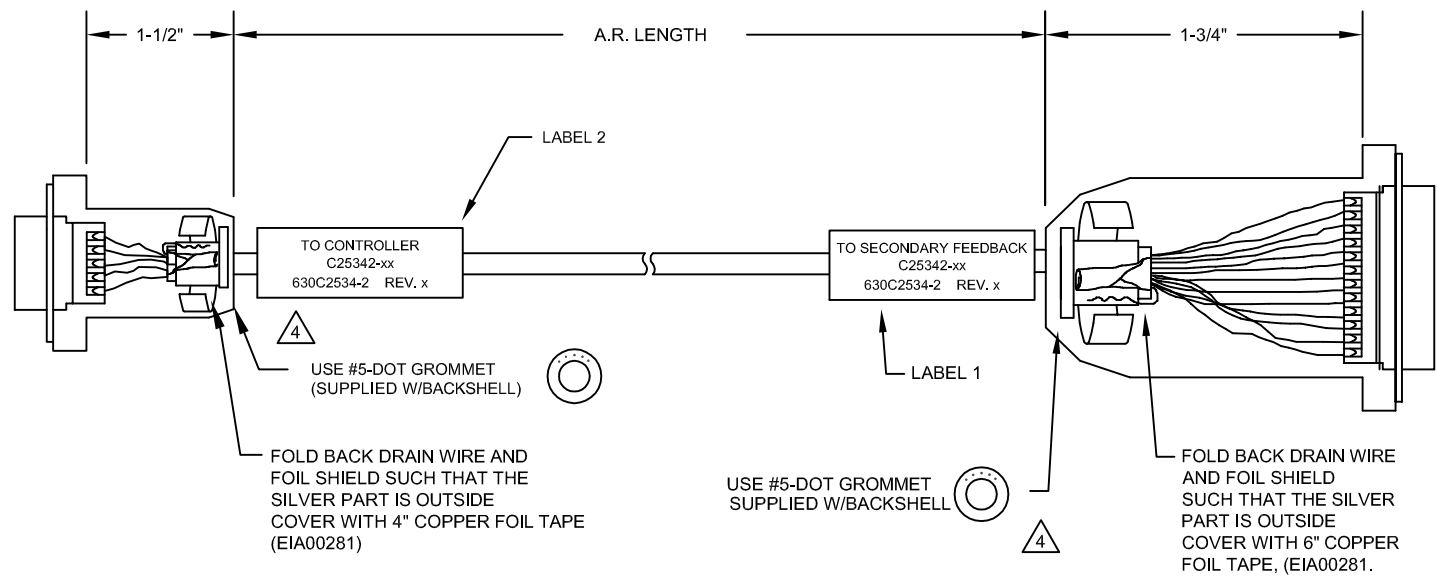 1-1/2"
A.R. LENGTH
1-3/4"
LABEL 2
TO CONTROLLER
C25342-xx
630C2534-2 REV. x
TO SECONDARY FEEDBACK
C25342-xx
630C2534-2 REV. x
4
USE #5-DOT GROMMET
(SUPPLIED W/BACKSHELL)
LABEL 1
FOLD BACK DRAIN WIRE AND
FOIL SHIELD SUCH THAT THE
SILVER PART IS OUTSIDE
COVER WITH 4" COPPER FOIL TAPE
(EIA00281)
USE #5-DOT GROMMET
SUPPLIED W/BACKSHELL
4
FOLD BACK DRAIN WIRE
AND FOIL SHIELD
SUCH THAT THE SILVER
PART IS OUTSIDE
COVER WITH 6" COPPER
FOIL TAPE, (EIA00281.